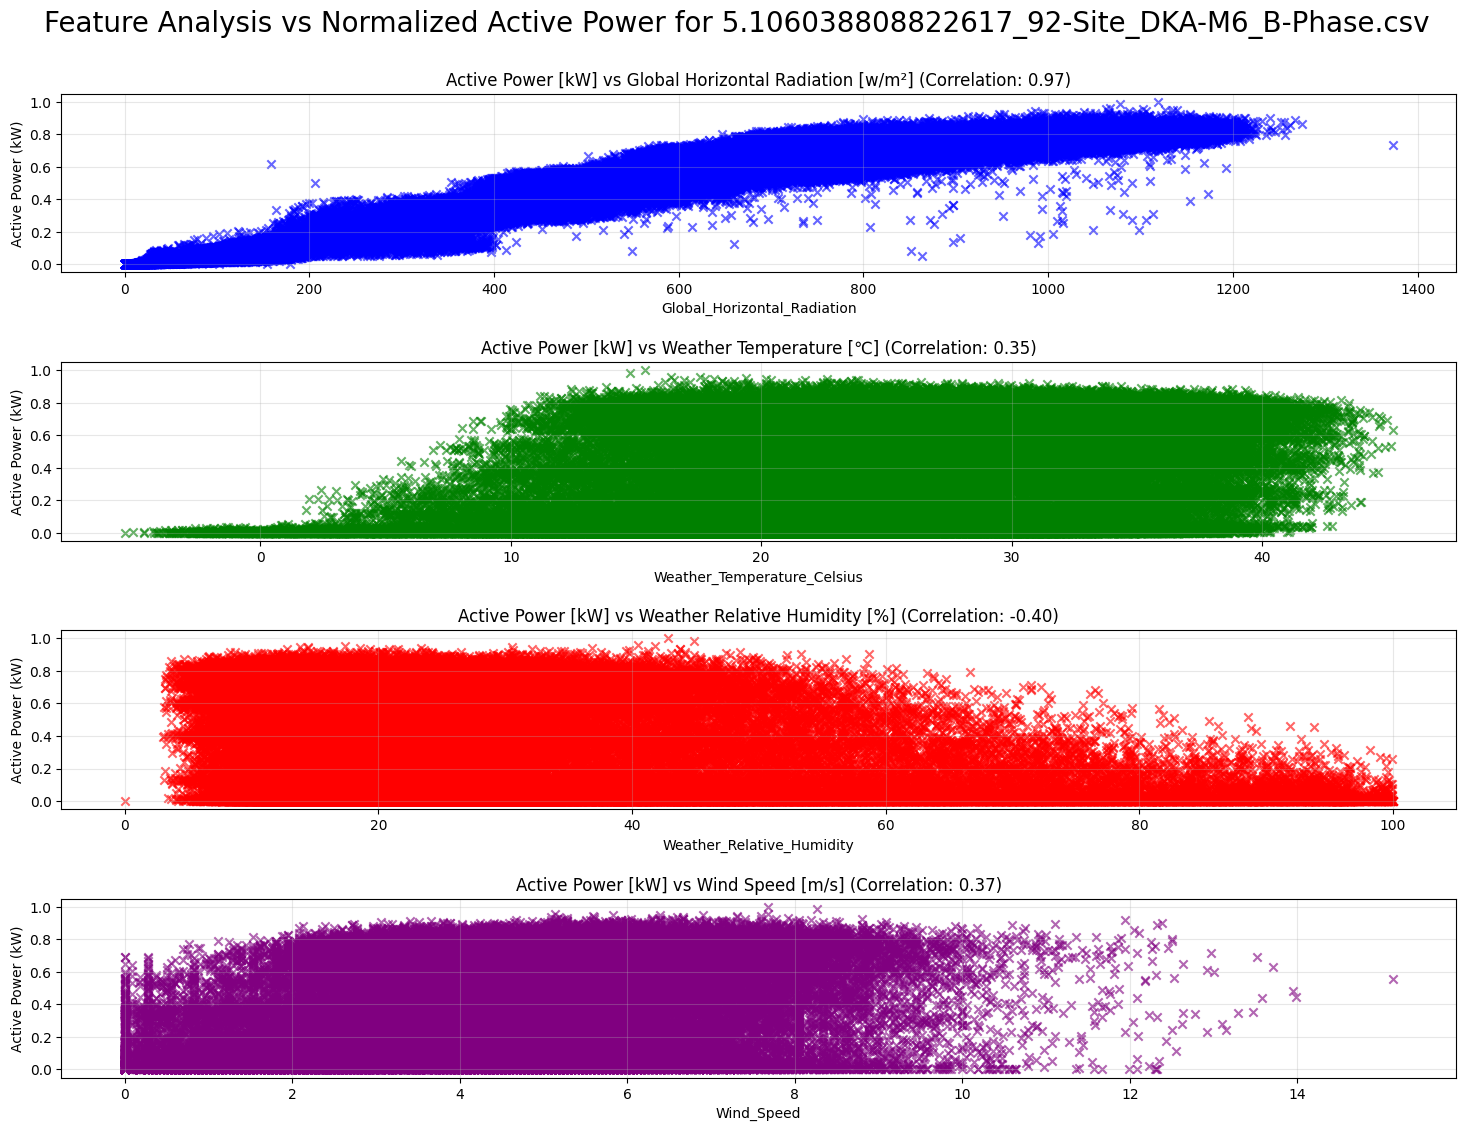 Feature Analysis vs Normalized Active Power for 5.106038808822617_92-Site_DKA-M6_B-Phase.csv
Active Power [kW] vs Global Horizontal Radiation [w/m²] (Correlation: 0.97)
Active Power (kW)
1.0
0.8
0.6
0.4
0.2
0.0
0 200 400 600 800 1000 1200 1400
Global_Horizontal_Radiation
Active Power [kW] vs Weather Temperature [℃] (Correlation: 0.35)
Active Power (kW)
1.0
0.8
0.6
0.4
0.2
0.0
0 10 20 30 40
Weather_Temperature_Celsius
Active Power [kW] vs Weather Relative Humidity [%] (Correlation: -0.40)
Active Power (kW)
1.0
0.8
0.6
0.4
0.2
0.0
0 20 40 60 80 100
Weather_Relative_Humidity
Active Power [kW] vs Wind Speed [m/s] (Correlation: 0.37)
Active Power (kW)
1.0
0.8
0.6
0.4
0.2
0.0
0 2 4 6 8 10 12 14
Wind_Speed